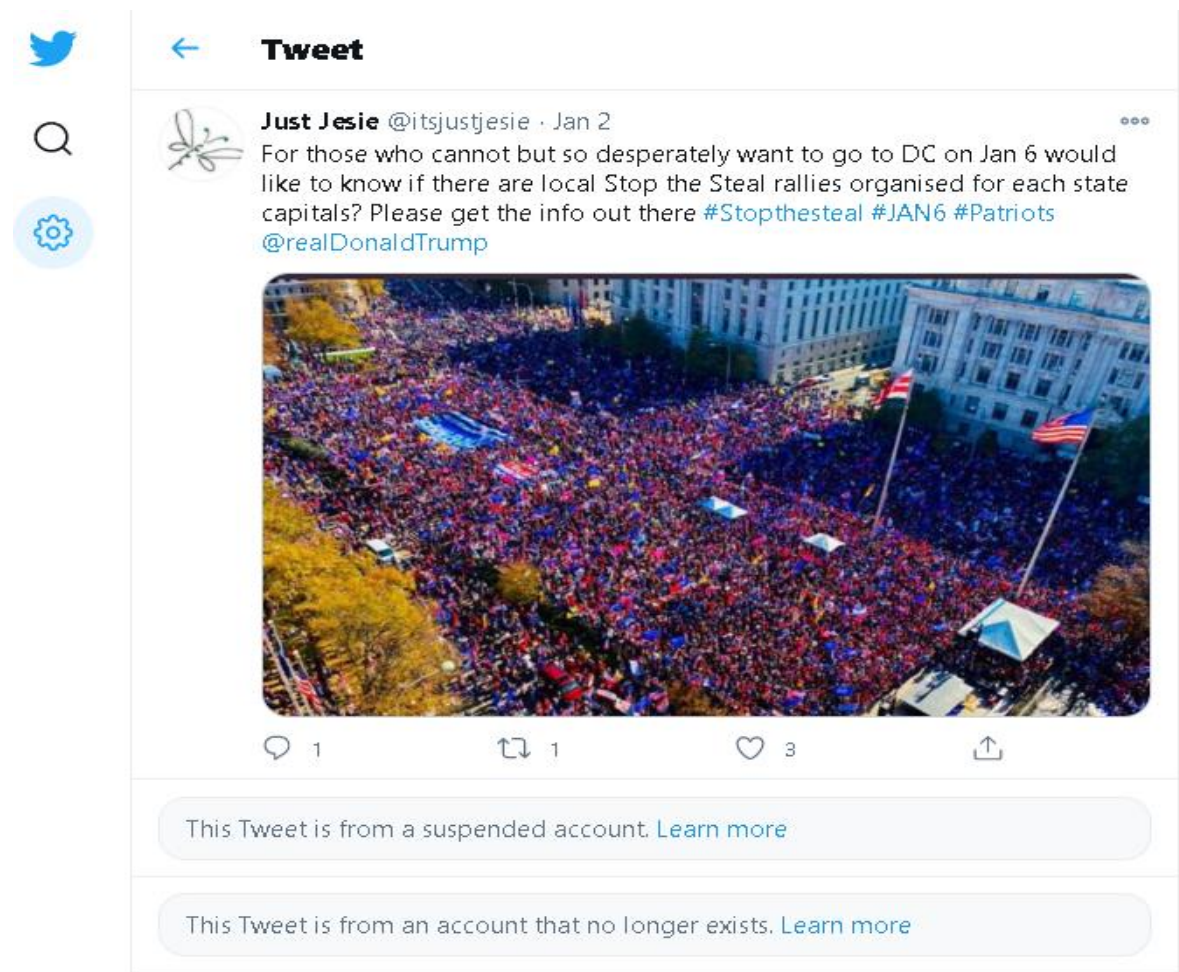 Tweet
Just Jesie @itsjustjesie · Jan 2
For those who cannot but so desperately want to go to DC on Jan 6 would
like to know if there are local Stop the Steal rallies organised for each state
capitals? Please get the info out there #Stopthesteal #JAN6 #Patriots
@realDonaldTrump
1 1 3
This Tweet is from a suspended account. Learn more
This Tweet is from an account that no longer exists. Learn more